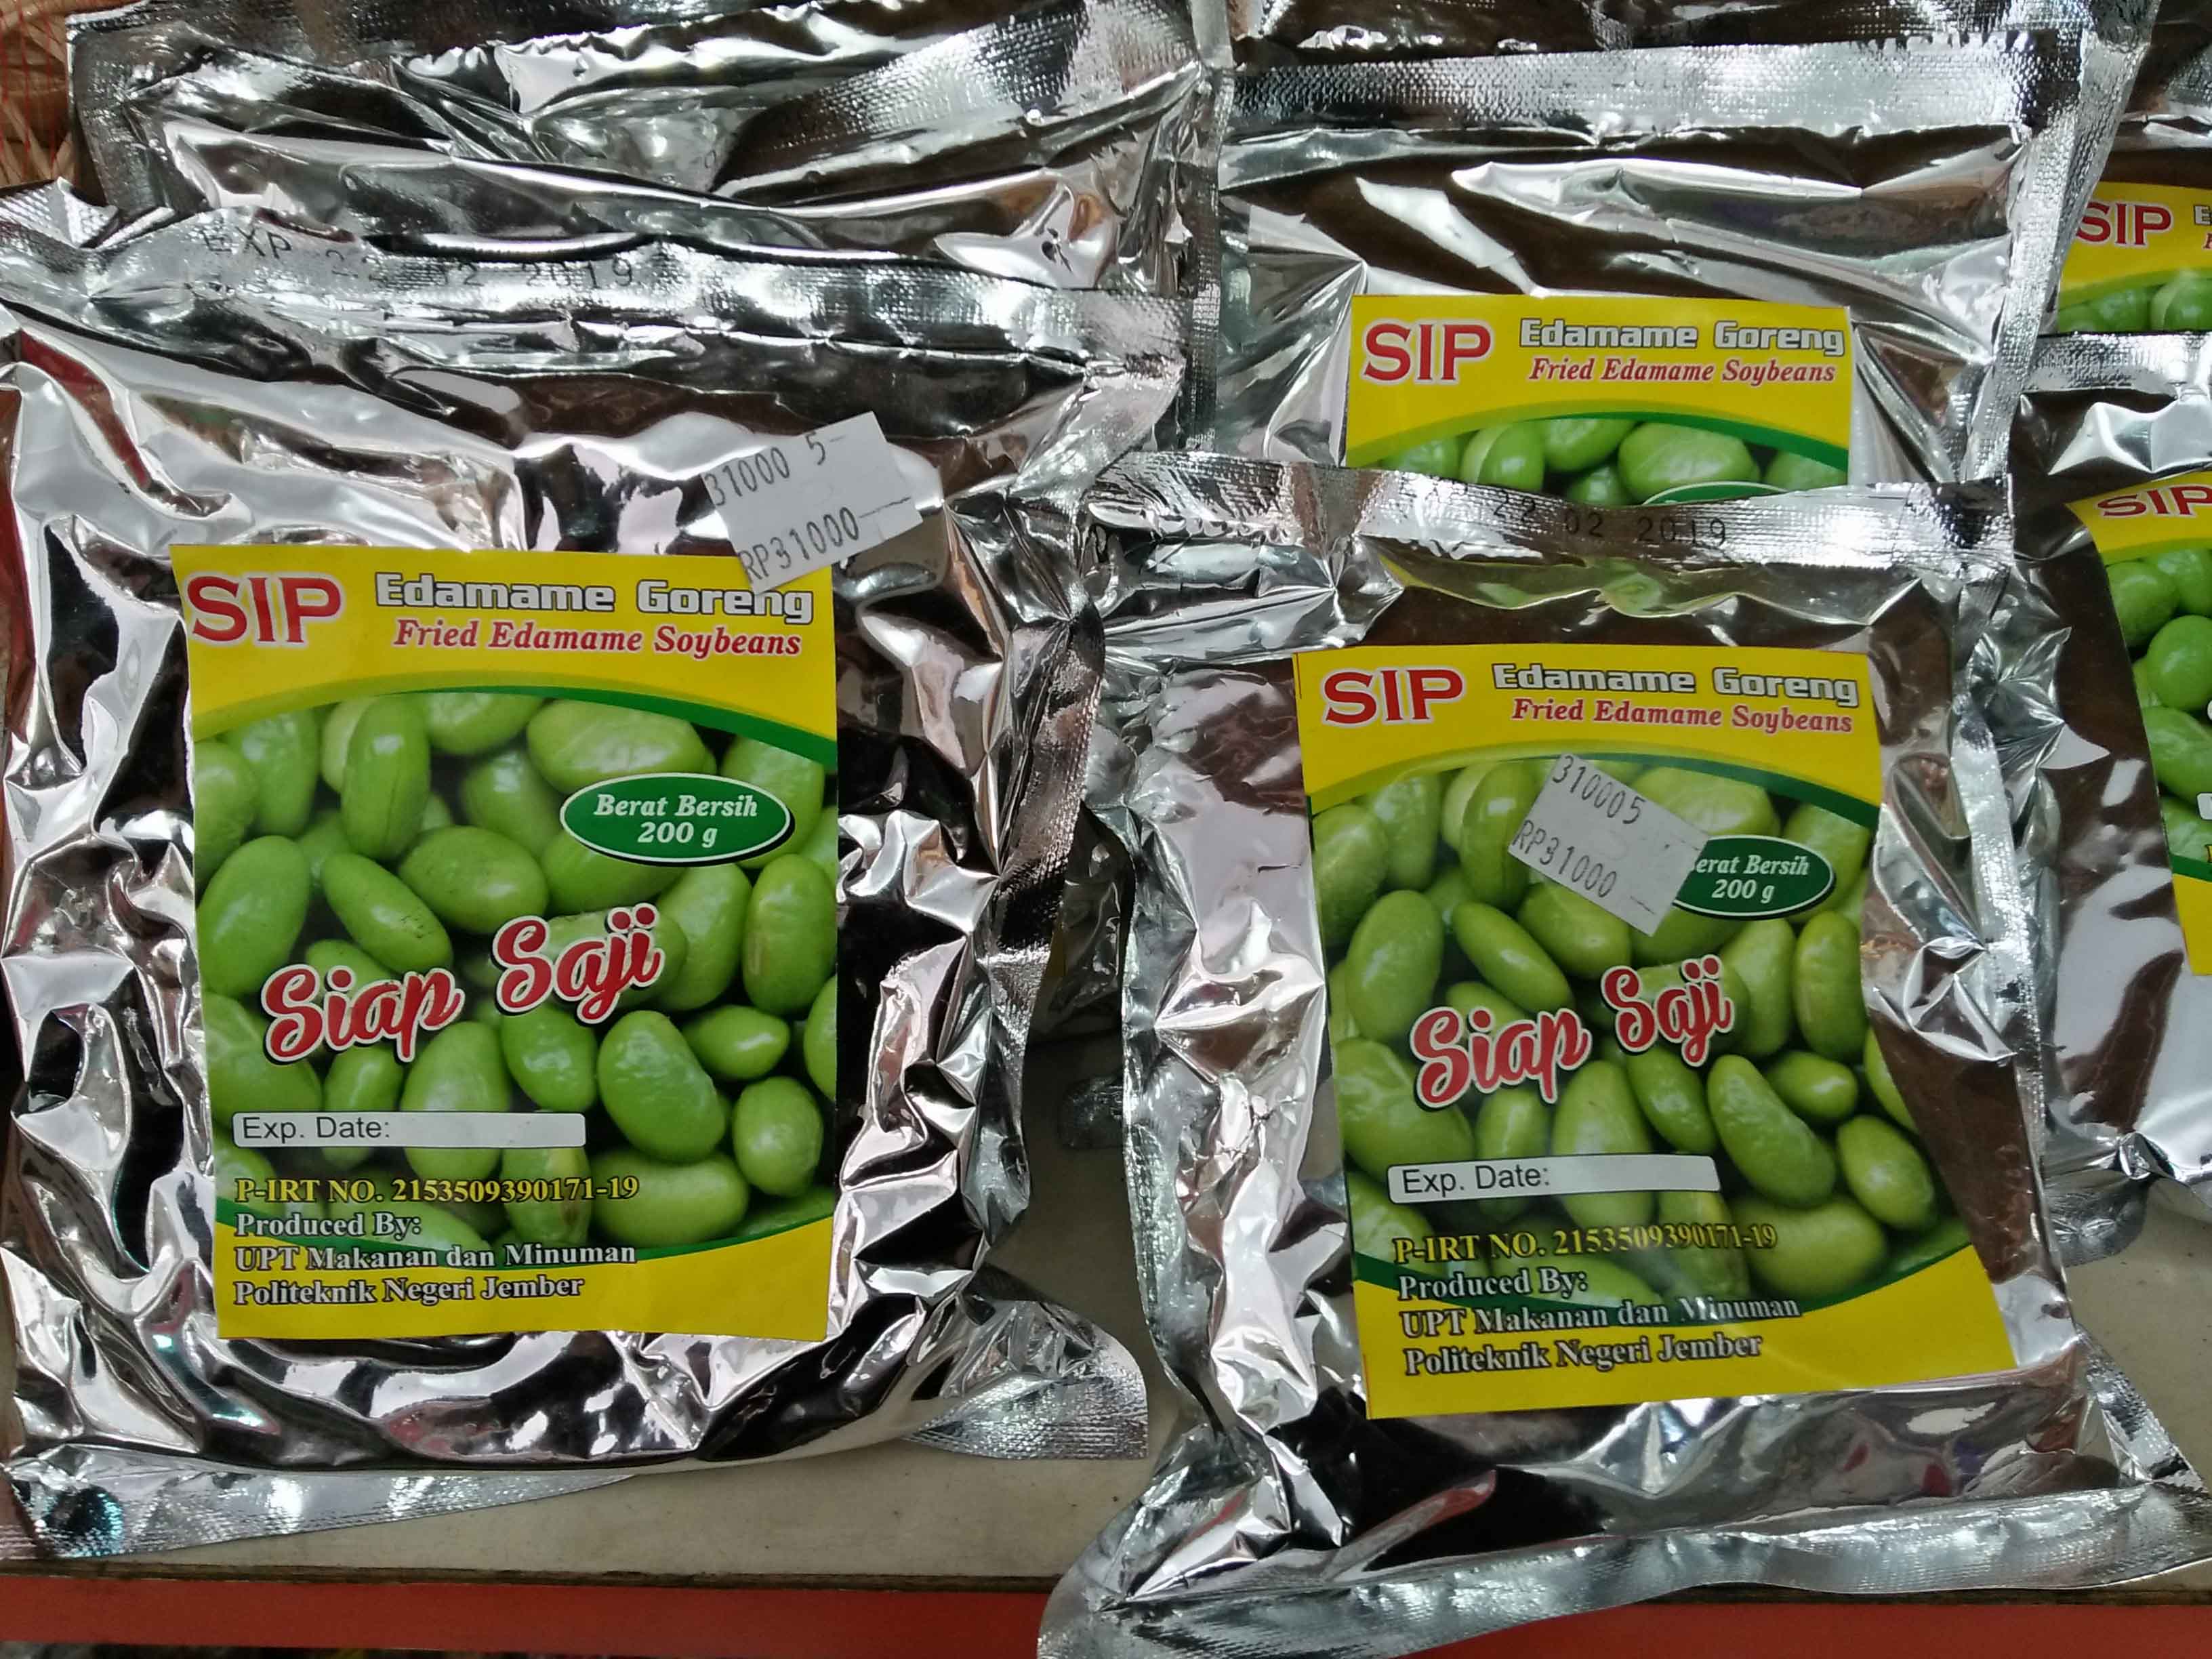 EXP 22 02 2019
31000 5
RP31000
SIP Edamame Goreng
Fried Edamame Soybeans
Berat Bersih
200 g
Siap Saji
Exp. Date:
P-IRT NO. 2153509390171-19
Produced By:
UPT Makanan dan Minuman
Politeknik Negeri Jember
SIP Edamame Goreng
Fried Edamame Soybeans
22 02 2019
SIP Edamame Goreng
Fried Edamame Soybeans
310005
RP31000
Bersih
200 g
Siap Saji
Exp. Date:
P-IRT NO. 2153509390171-19
Produced By:
UPT Makanan dan Minuman
Politeknik Negeri Jember
SIP
SIP